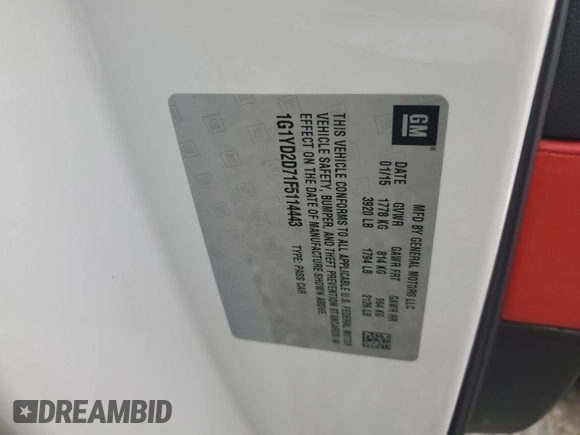 GM
MFD BY GENERAL MOTORS LLC
DATE GVWR GAWR FRT GAWR RR
01/15 1778 KG 814 KG 964 KG
3920 LB 1794 LB 2126 LB
THIS VEHICLE CONFORMS TO ALL APPLICABLE U.S. FEDERAL MOTOR
VEHICLE SAFETY, BUMPER, AND THEFT PREVENTION STANDARDS IN
EFFECT ON THE DATE OF MANUFACTURE SHOWN ABOVE.
1G1YD2D71F5114443 TYPE: PASS CAR
DREAMBID